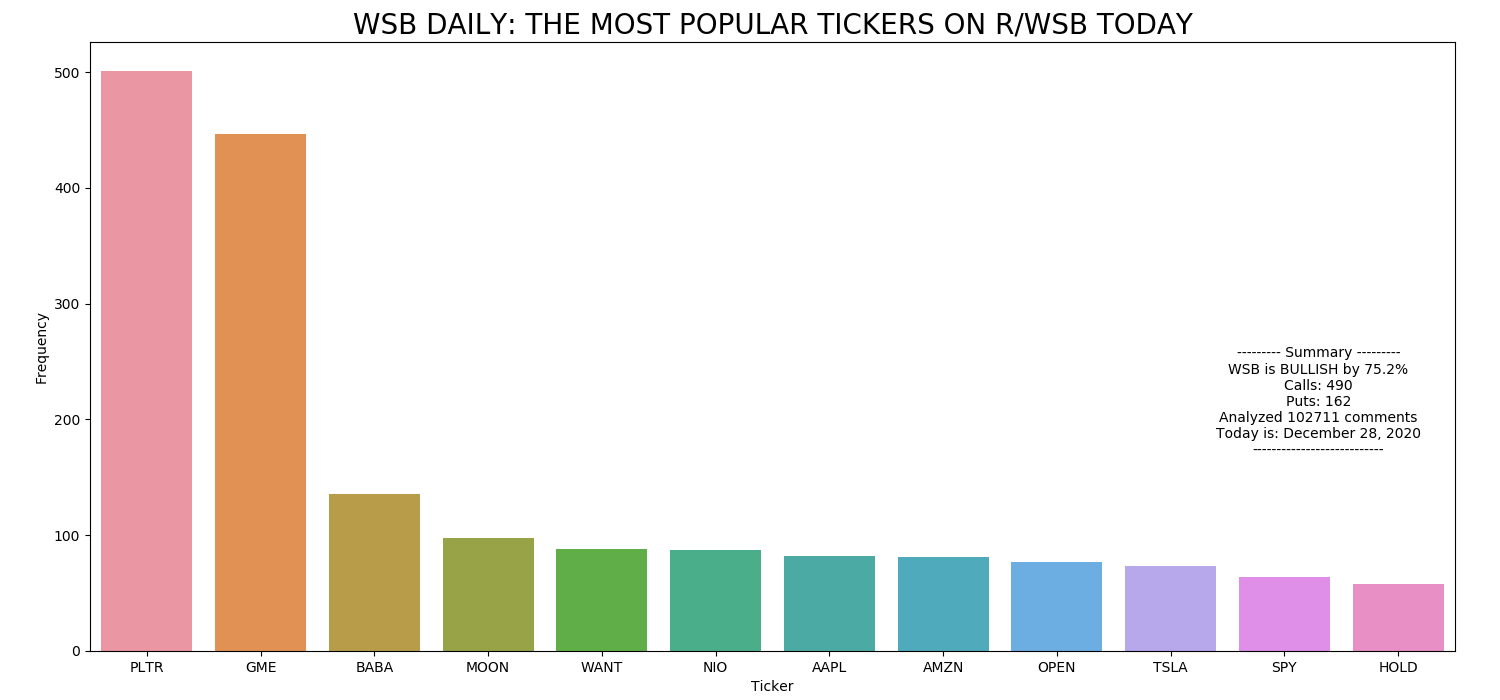 WSB DAILY: THE MOST POPULAR TICKERS ON R/WSB TODAY
500
400
300
200
100
0
Frequency
--------- Summary ---------
WSB is BULLISH by 75.2%
Calls: 490
Puts: 162
Analyzed 102711 comments
Today is: December 28, 2020
---------------------------
PLTR GME BABA MOON WANT NIO AAPL AMZN OPEN TSLA SPY HOLD
Ticker